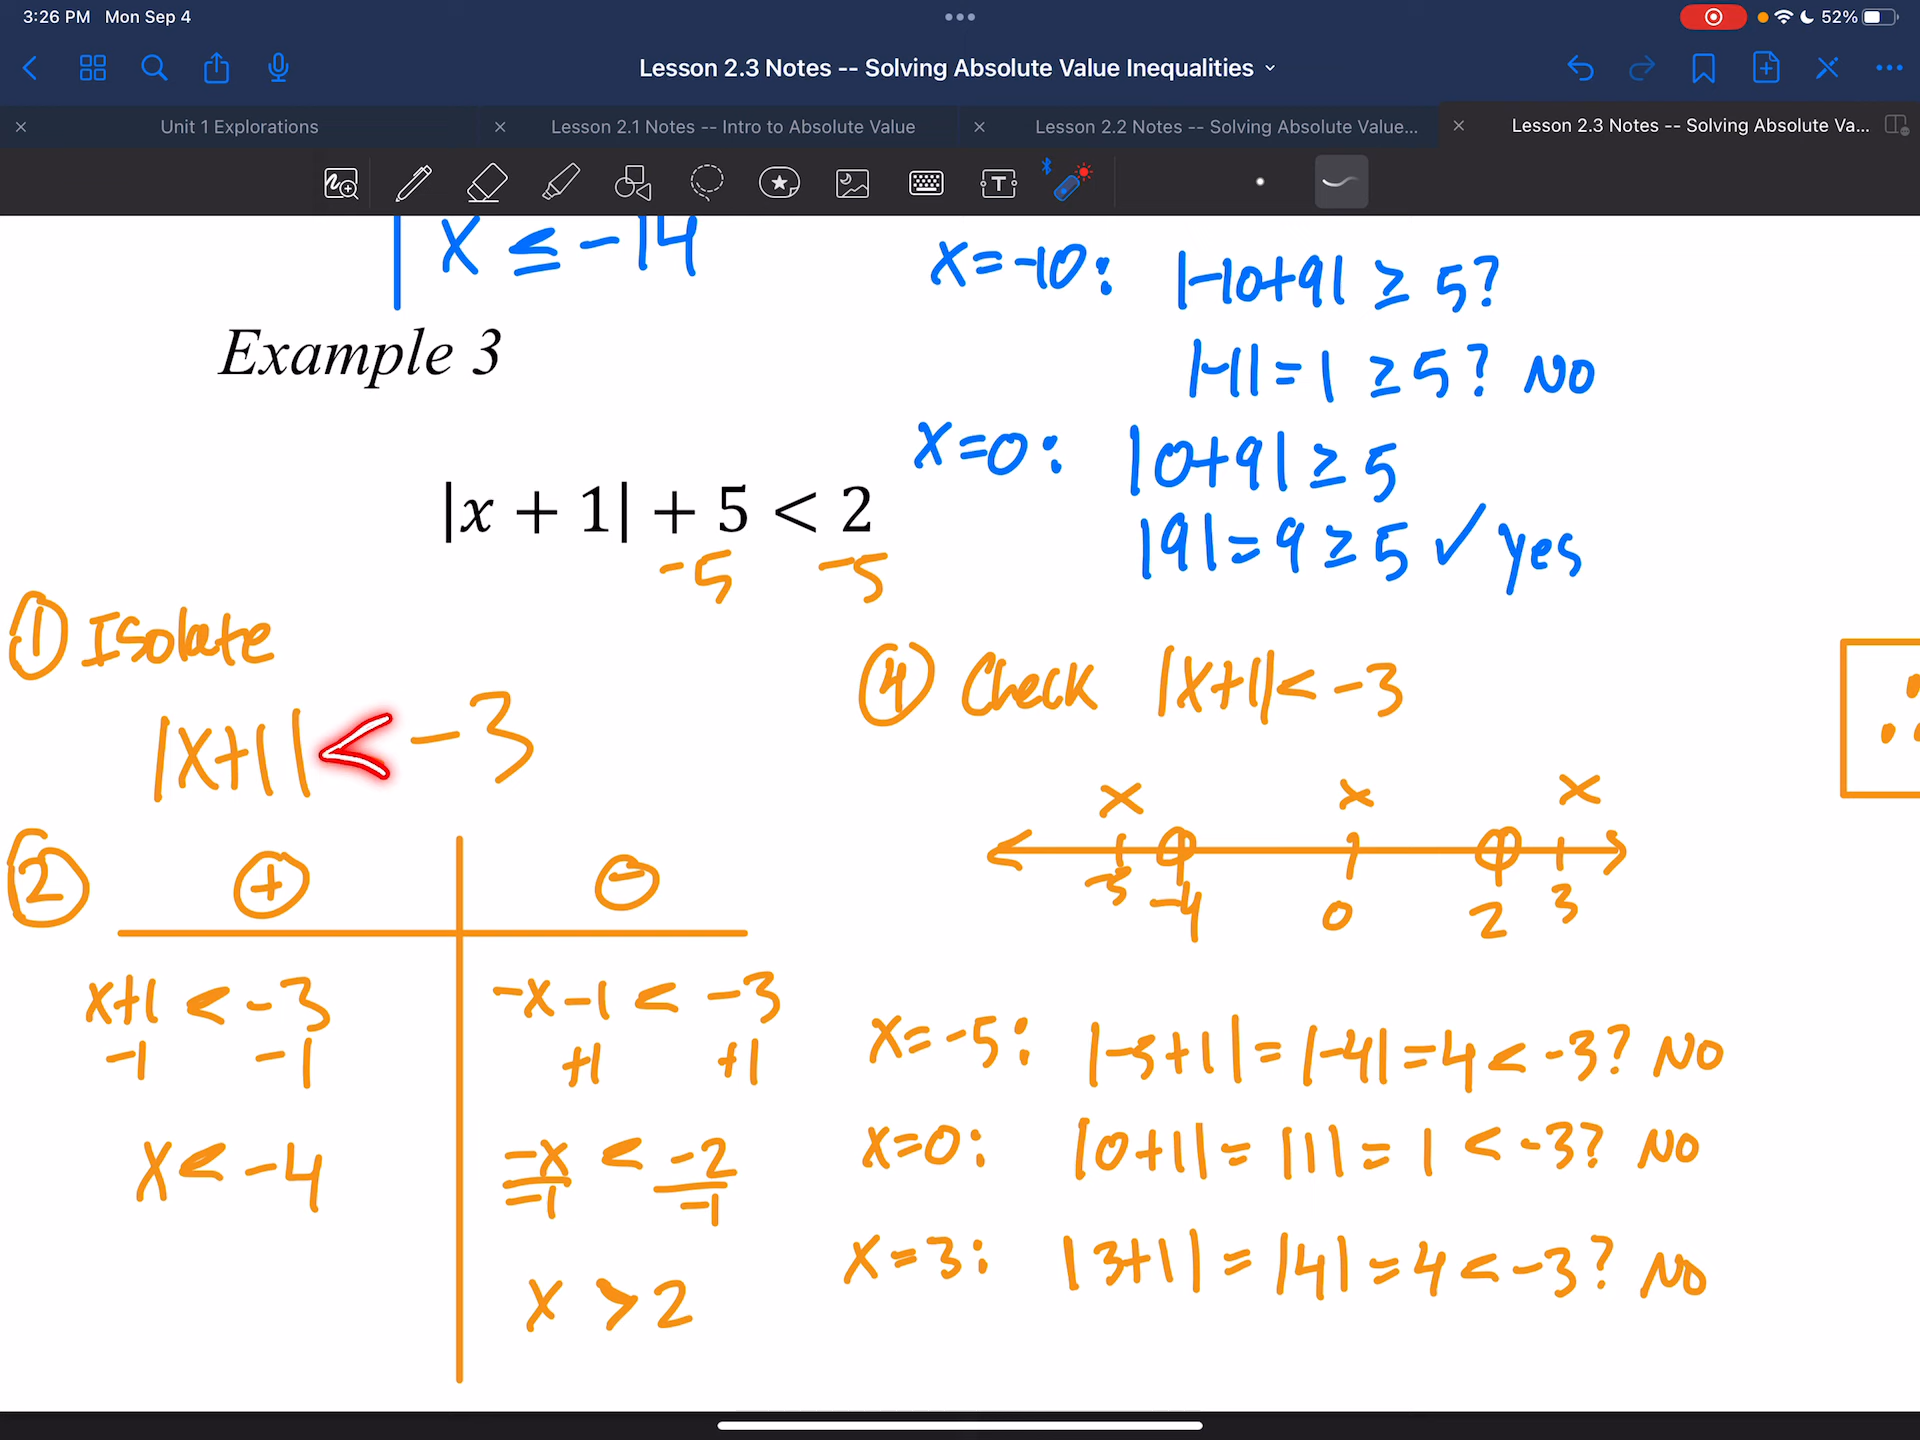 3:26 PM Mon Sep 4
52%
Lesson 2.3 Notes -- Solving Absolute Value Inequalities
Unit 1 Explorations
Lesson 2.1 Notes -- Intro to Absolute Value
Lesson 2.2 Notes -- Solving Absolute Value...
Lesson 2.3 Notes -- Solving Absolute Va...
x ≤ -14
x=-10: |-10+9| ≥ 5?
|-1| = 1 ≥ 5? NO
x=0: |0+9| ≥ 5
|9| = 9 ≥ 5 ✓ yes
Example 3
|x + 1| + 5 < 2
-5 -5
① Isolate
|x+1| < -3
② + -
x+1 < -3
-1 -1
x < -4
-x-1 < -3
+1 +1
-x < -2
-1 -1
x > 2
④ Check |x+1| < -3
x x x
-5 -4 0 2 3
x=-5: |-5+1| = |-4| = 4 < -3? NO
x=0: |0+1| = |1| = 1 < -3? NO
x=3: |3+1| = |4| = 4 < -3? NO